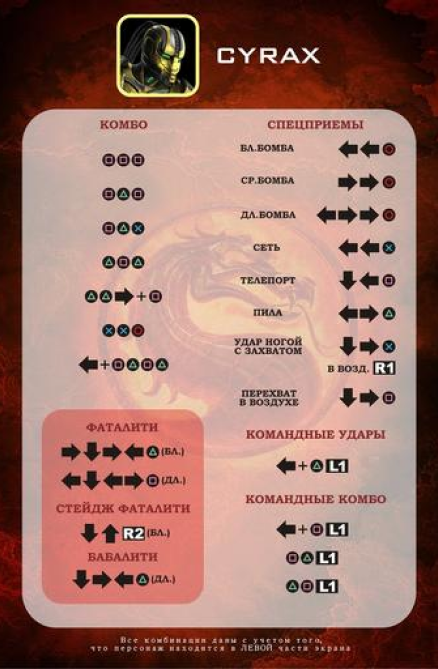 CYRAX
КОМБО
+
+
ФАТАЛИТИ
(БЛ.)
(ДЛ.)
СТЕЙДЖ ФАТАЛИТИ
R2 (БЛ.)
БАБАЛИТИ
(ДЛ.)
СПЕЦПРИЕМЫ
БЛ.БОМБА
СР.БОМБА
ДЛ.БОМБА
СЕТЬ
ТЕЛЕПОРТ
ПИЛА
УДАР НОГОЙ
С ЗАХВАТОМ
В ВОЗД. R1
ПЕРЕХВАТ
В ВОЗДУХЕ
КОМАНДНЫЕ УДАРЫ
+ L1
КОМАНДНЫЕ КОМБО
+ L1
L1
L1
Все комбинации даны с учетом того,
что персонаж находится в ЛЕВОЙ части экрана